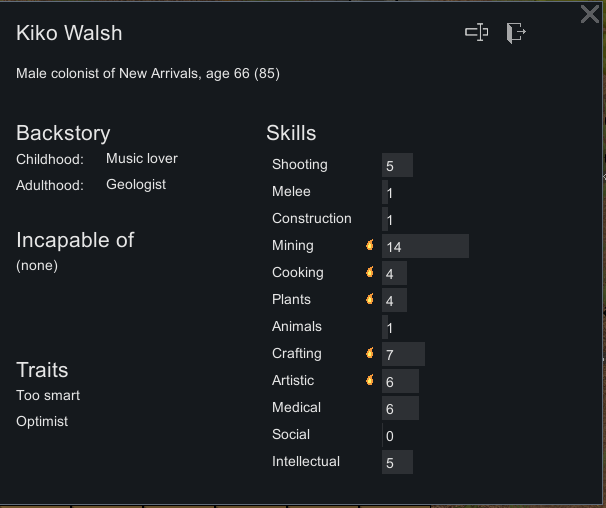 Kiko Walsh
Male colonist of New Arrivals, age 66 (85)
Backstory
Childhood: Music lover
Adulthood: Geologist
Incapable of
(none)
Traits
Too smart
Optimist
Skills
Shooting 5
Melee 1
Construction 1
Mining 14
Cooking 4
Plants 4
Animals 1
Crafting 7
Artistic 6
Medical 6
Social 0
Intellectual 5